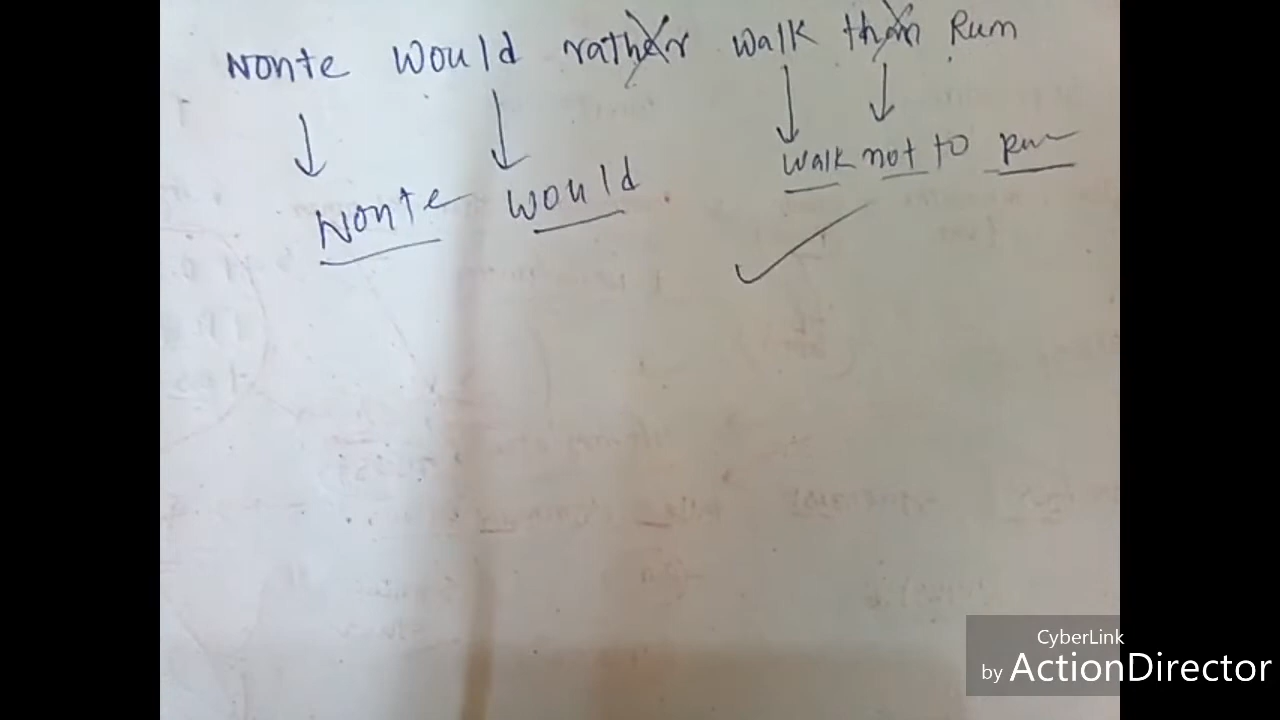 Nonte would rather walk than Run
Nonte would walk not to Run
CyberLink
by ActionDirector